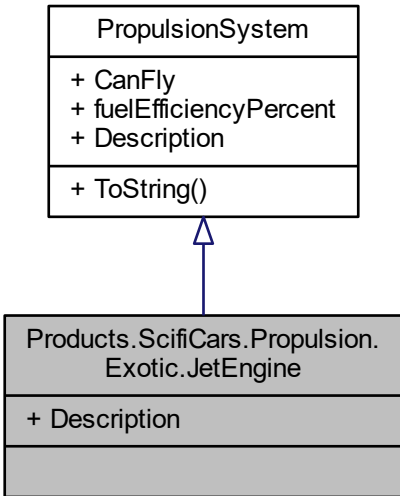 PropulsionSystem
+ CanFly
+ fuelEfficiencyPercent
+ Description
+ ToString()
Products.ScifiCars.Propulsion.
Exotic.JetEngine
+ Description